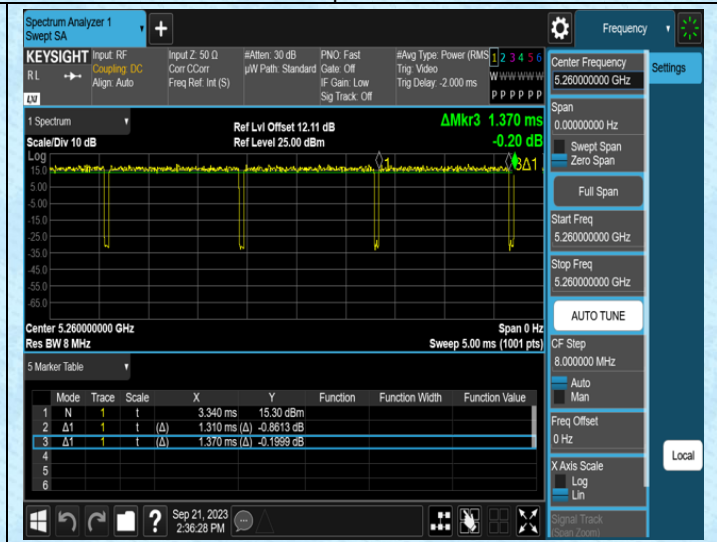 Spectrum Analyzer 1
Swept SA
+
Frequency
KEYSIGHT
RL
LXI
Input: RF
Coupling: DC
Align: Auto
Input Z: 50 Ω
Corr CCorr
Freq Ref: Int (S)
#Atten: 30 dB
µW Path: Standard
PNO: Fast
Gate: Off
IF Gain: Low
Sig Track: Off
#Avg Type: Power (RMS
Trig: Video
Trig Delay: -2.000 ms
1 2 3 4 5 6
W W W W W W
P P P P P P
1 Spectrum
Scale/Div 10 dB
Ref Lvl Offset 12.11 dB
Ref Level 25.00 dBm
ΔMkr3 1.370 ms
-0.20 dB
Log
15.0
5.00
-5.00
-15.0
-25.0
-35.0
-45.0
-55.0
-65.0
1
3Δ1
Center 5.260000000 GHz
Res BW 8 MHz
Span 0 Hz
Sweep 5.00 ms (1001 pts)
5 Marker Table
Mode Trace Scale X Y Function Function Width Function Value
1 N 1 t 3.340 ms 15.30 dBm
2 Δ1 1 t (Δ) 1.310 ms (Δ) -0.8613 dB
3 Δ1 1 t (Δ) 1.370 ms (Δ) -0.1999 dB
4
5
6
Sep 21, 2023
2:36:28 PM
?
Center Frequency
5.260000000 GHz
Span
0.00000000 Hz
Swept Span
Zero Span
Full Span
Start Freq
5.260000000 GHz
Stop Freq
5.260000000 GHz
AUTO TUNE
CF Step
8.000000 MHz
Auto
Man
Freq Offset
0 Hz
X Axis Scale
Log
Lin
Signal Track
(Span Zoom)
Settings
Local